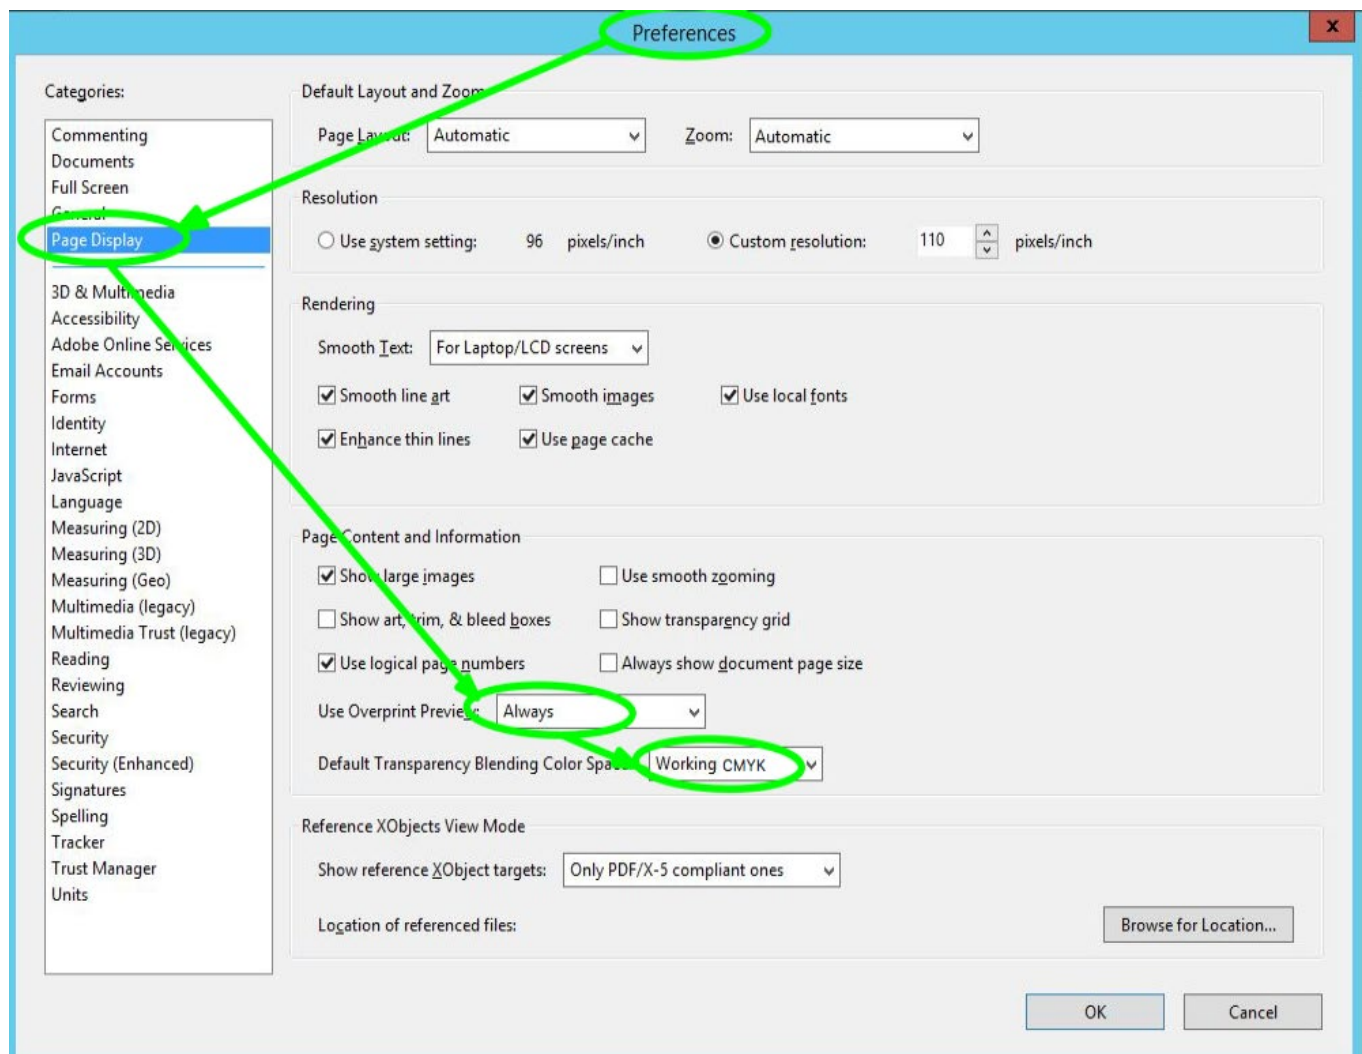 Preferences
x
Categories:
Commenting
Documents
Full Screen
General
Page Display
3D & Multimedia
Accessibility
Adobe Online Services
Email Accounts
Forms
Identity
Internet
JavaScript
Language
Measuring (2D)
Measuring (3D)
Measuring (Geo)
Multimedia (legacy)
Multimedia Trust (legacy)
Reading
Reviewing
Search
Security
Security (Enhanced)
Signatures
Spelling
Tracker
Trust Manager
Units
Default Layout and Zoom
Page Layout: Automatic Zoom: Automatic
Resolution
Use system setting: 96 pixels/inch Custom resolution: 110 pixels/inch
Rendering
Smooth Text: For Laptop/LCD screens
Smooth line art Smooth images Use local fonts
Enhance thin lines Use page cache
Page Content and Information
Show large images Use smooth zooming
Show art, trim, & bleed boxes Show transparency grid
Use logical page numbers Always show document page size
Use Overprint Preview: Always
Default Transparency Blending Color Space: Working CMYK
Reference XObjects View Mode
Show reference XObject targets: Only PDF/X-5 compliant ones
Location of referenced files: Browse for Location...
OK Cancel